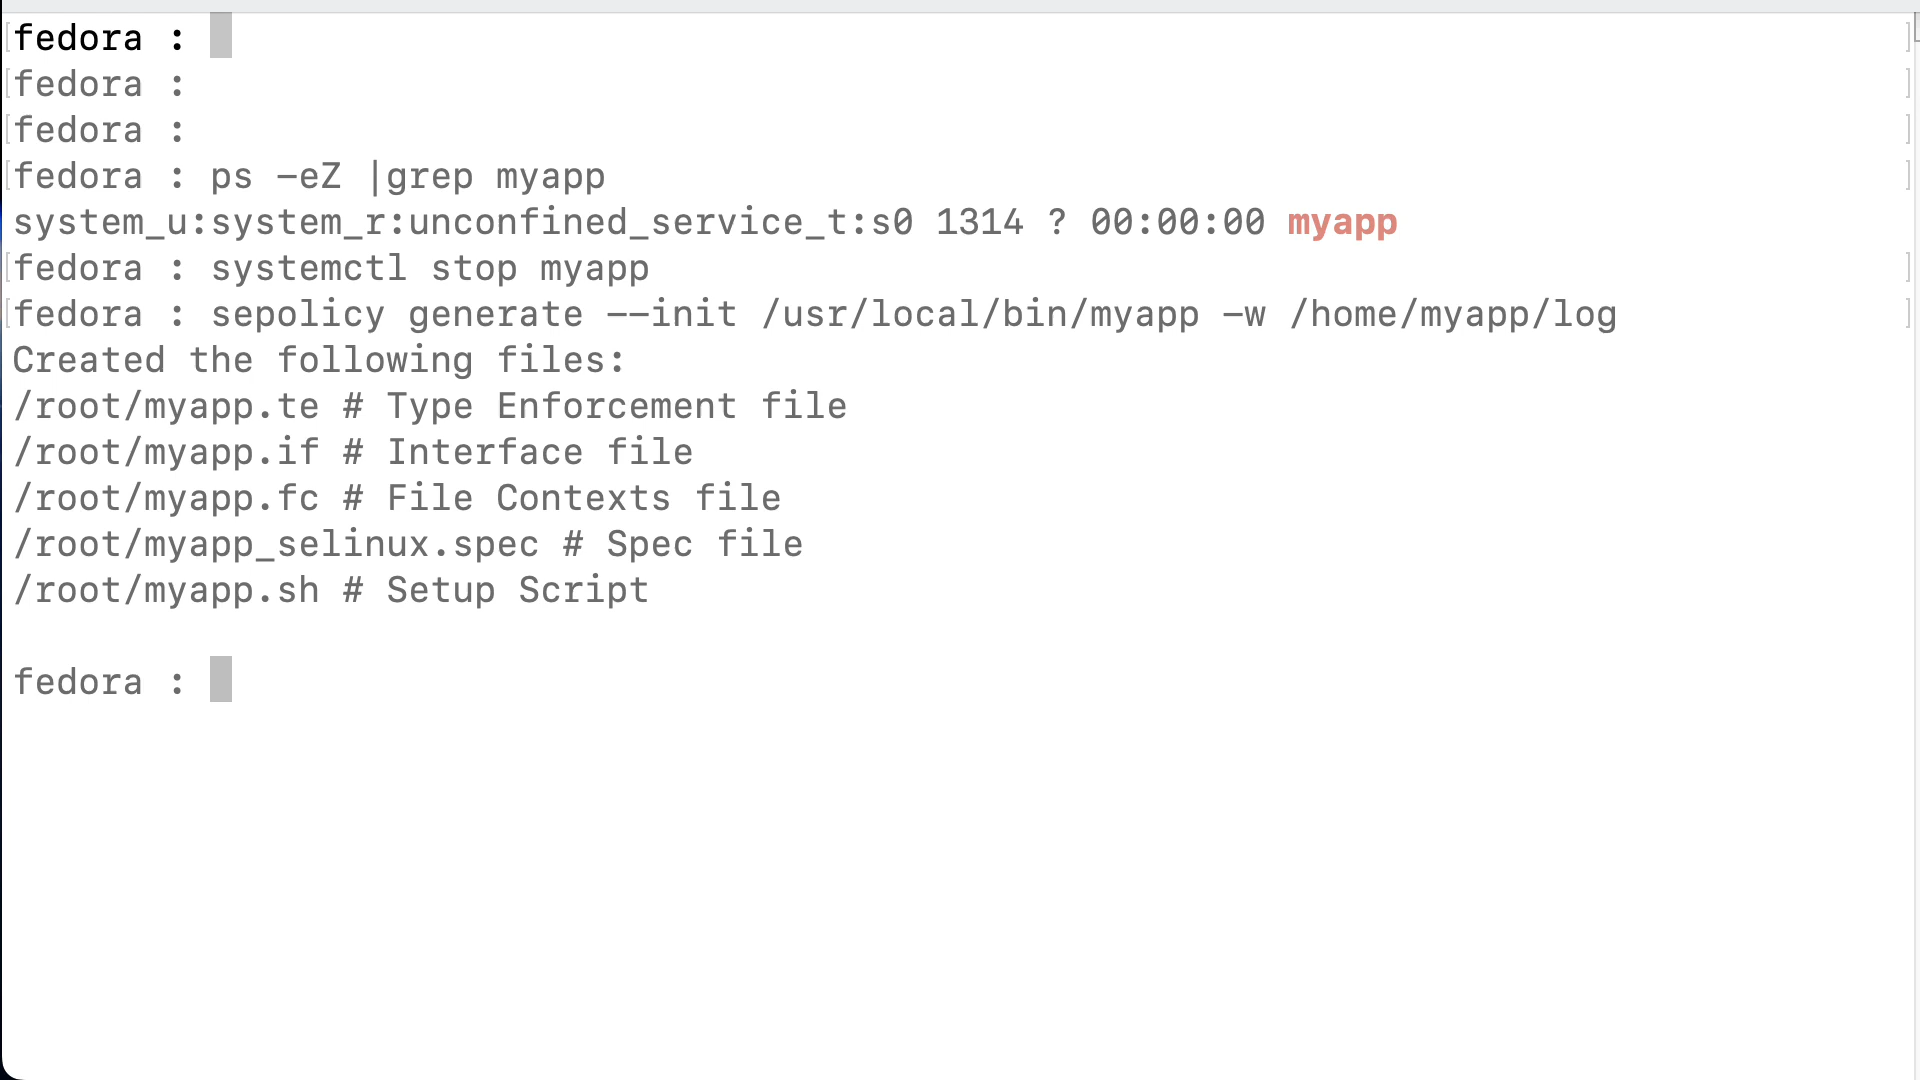 fedora :
fedora :
fedora :
fedora : ps -eZ |grep myapp
system_u:system_r:unconfined_service_t:s0 1314 ? 00:00:00 myapp
fedora : systemctl stop myapp
fedora : sepolicy generate --init /usr/local/bin/myapp -w /home/myapp/log
Created the following files:
/root/myapp.te # Type Enforcement file
/root/myapp.if # Interface file
/root/myapp.fc # File Contexts file
/root/myapp_selinux.spec # Spec file
/root/myapp.sh # Setup Script
fedora :